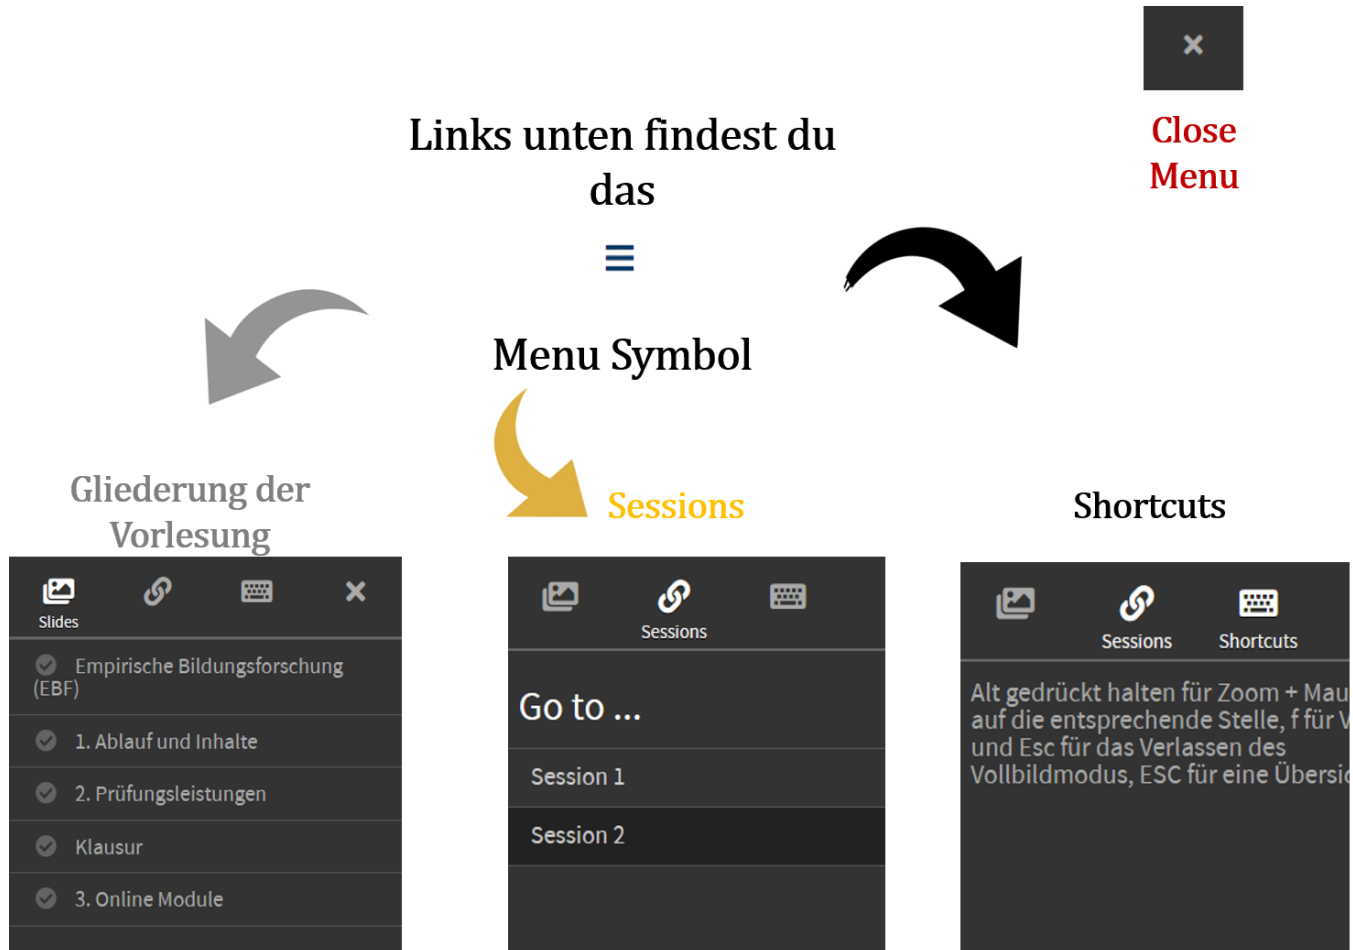 Close
Menu
Links unten findest du
das
Menu Symbol
Gliederung der
Vorlesung
Slides
Empirische Bildungsforschung
(EBF)
1. Ablauf und Inhalte
2. Prüfungsleistungen
Klausur
3. Online Module
Sessions
Sessions
Go to ...
Session 1
Session 2
Shortcuts
Sessions Shortcuts
Alt gedrückt halten für Zoom +
auf die entsprechende Stelle, f für
und Esc für das Verlassen des
Vollbildmodus, ESC für eine